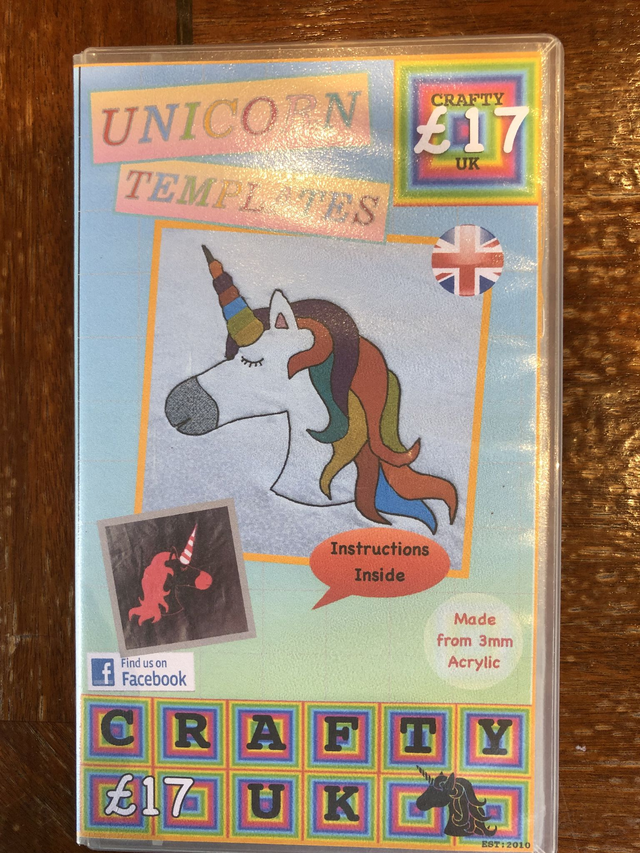 UNICORN
TEMPLATES
CRAFTY
£17
UK
Instructions
Inside
Made
from 3mm
Acrylic
f Find us on
Facebook
CRAFTY
£17 UK
EST:2010